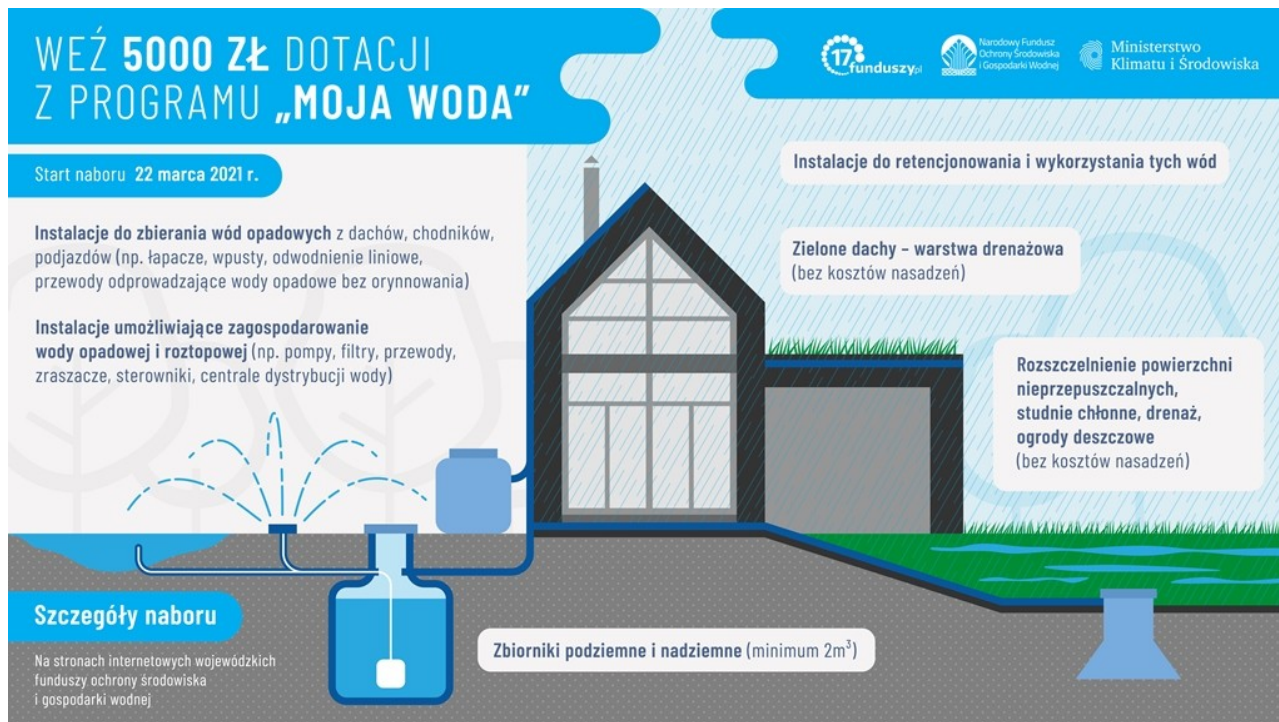 WEŹ 5000 ZŁ DOTACJI
Z PROGRAMU „MOJA WODA”
17
funduszy.pl
Narodowy Fundusz
Ochrony Środowiska
i Gospodarki Wodnej
Ministerstwo
Klimatu i Środowiska
Start naboru 22 marca 2021 r.
Instalacje do zbierania wód opadowych z dachów, chodników,
podjazdów (np. łapacze, wpusty, odwodnienie liniowe,
przewody odprowadzające wody opadowe bez orynnowania)
Instalacje umożliwiające zagospodarowanie
wody opadowej i roztopowej (np. pompy, filtry, przewody,
zraszacze, sterowniki, centrale dystrybucji wody)
Instalacje do retencjonowania i wykorzystania tych wód
Zielone dachy – warstwa drenażowa
(bez kosztów nasadzeń)
Rozszczelnienie powierzchni
nieprzepuszczalnych,
studnie chłonne, drenaż,
ogrody deszczowe
(bez kosztów nasadzeń)
Szczegóły naboru
Na stronach internetowych wojewódzkich
funduszy ochrony środowiska
i gospodarki wodnej
Zbiorniki podziemne i nadziemne (minimum 2m³)